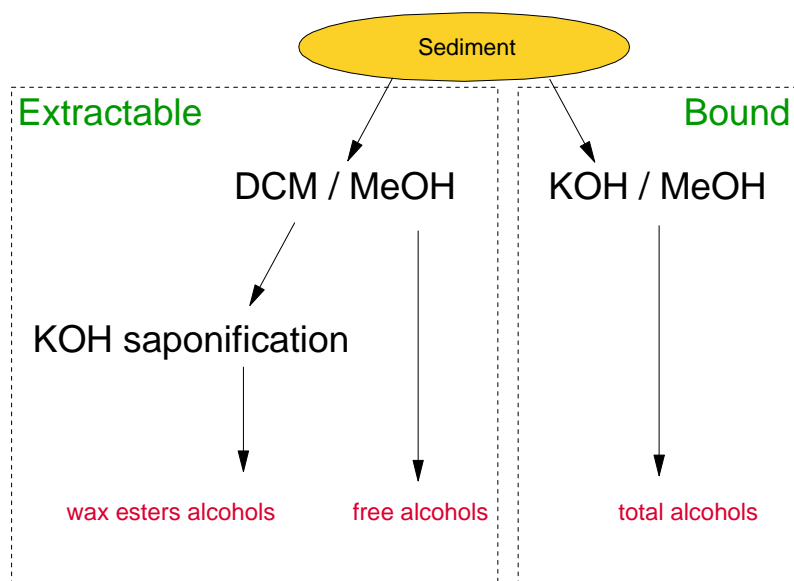 Sediment
Extractable
Bound
DCM / MeOH
KOH / MeOH
KOH saponification
wax esters alcohols
free alcohols
total alcohols